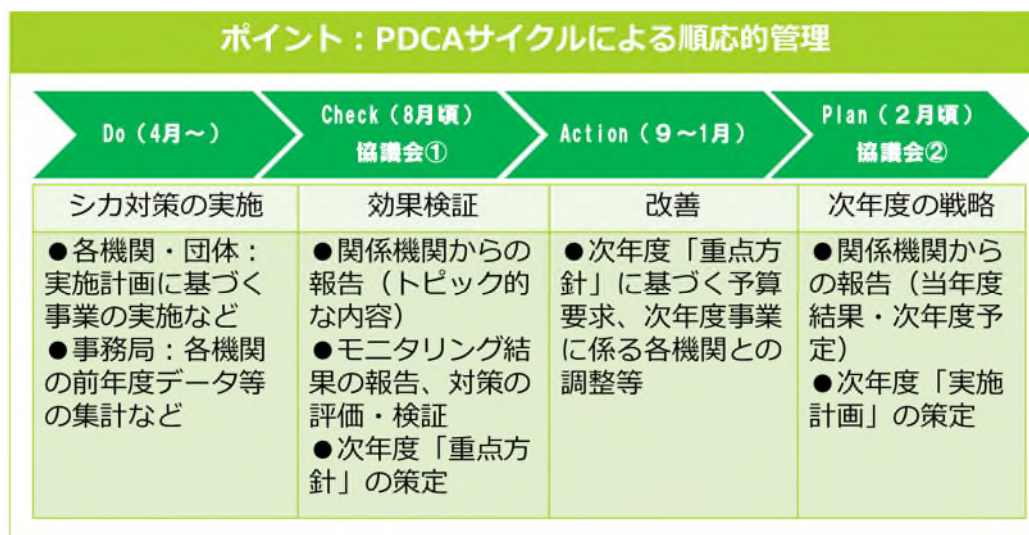 ポイント：PDCAサイクルによる順応的管理
Do（4月～）
Check（8月頃）
協議会①
Action（９～1月）
Plan（２月頃）
協議会②
シカ対策の実施
●各機関・団体：
実施計画に基づく
事業の実施など
●事務局：各機関
の前年度データ等
の集計など
効果検証
●関係機関からの
報告（トピック的
な内容）
●モニタリング結
果の報告、対策の
評価・検証
●次年度「重点方
針」の策定
改善
●次年度「重点方
針」に基づく予算
要求、次年度事業
に係る各機関との
調整等
次年度の戦略
●関係機関から
の報告（当年度
結果・次年度予
定）
●次年度「実施
計画」の策定